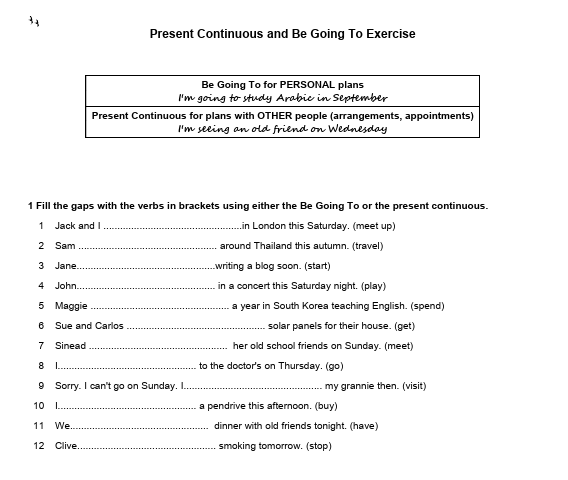 Present Continuous and Be Going To Exercise
Be Going To for PERSONAL plans
I'm going to study Arabic in September
Present Continuous for plans with OTHER people (arrangements, appointments)
I'm seeing an old friend on Wednesday
1 Fill the gaps with the verbs in brackets using either the Be Going To or the present continuous.
1 Jack and I ..................................................in London this Saturday. (meet up)
2 Sam .................................................. around Thailand this autumn. (travel)
3 Jane..................................................writing a blog soon. (start)
4 John.................................................. in a concert this Saturday night. (play)
5 Maggie .................................................. a year in South Korea teaching English. (spend)
6 Sue and Carlos .................................................. solar panels for their house. (get)
7 Sinead .................................................. her old school friends on Sunday. (meet)
8 I.................................................. to the doctor's on Thursday. (go)
9 Sorry. I can't go on Sunday. I.................................................. my grannie then. (visit)
10 I.................................................. a pendrive this afternoon. (buy)
11 We.................................................. dinner with old friends tonight. (have)
12 Clive.................................................. smoking tomorrow. (stop)